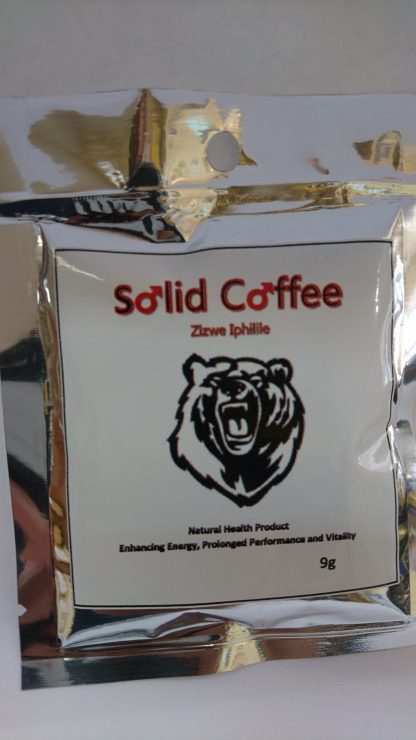 Solid Coffee
Zizwe Iphilile
Natural Health Product
Enhancing Energy, Prolonged Performance and Vitality
9g